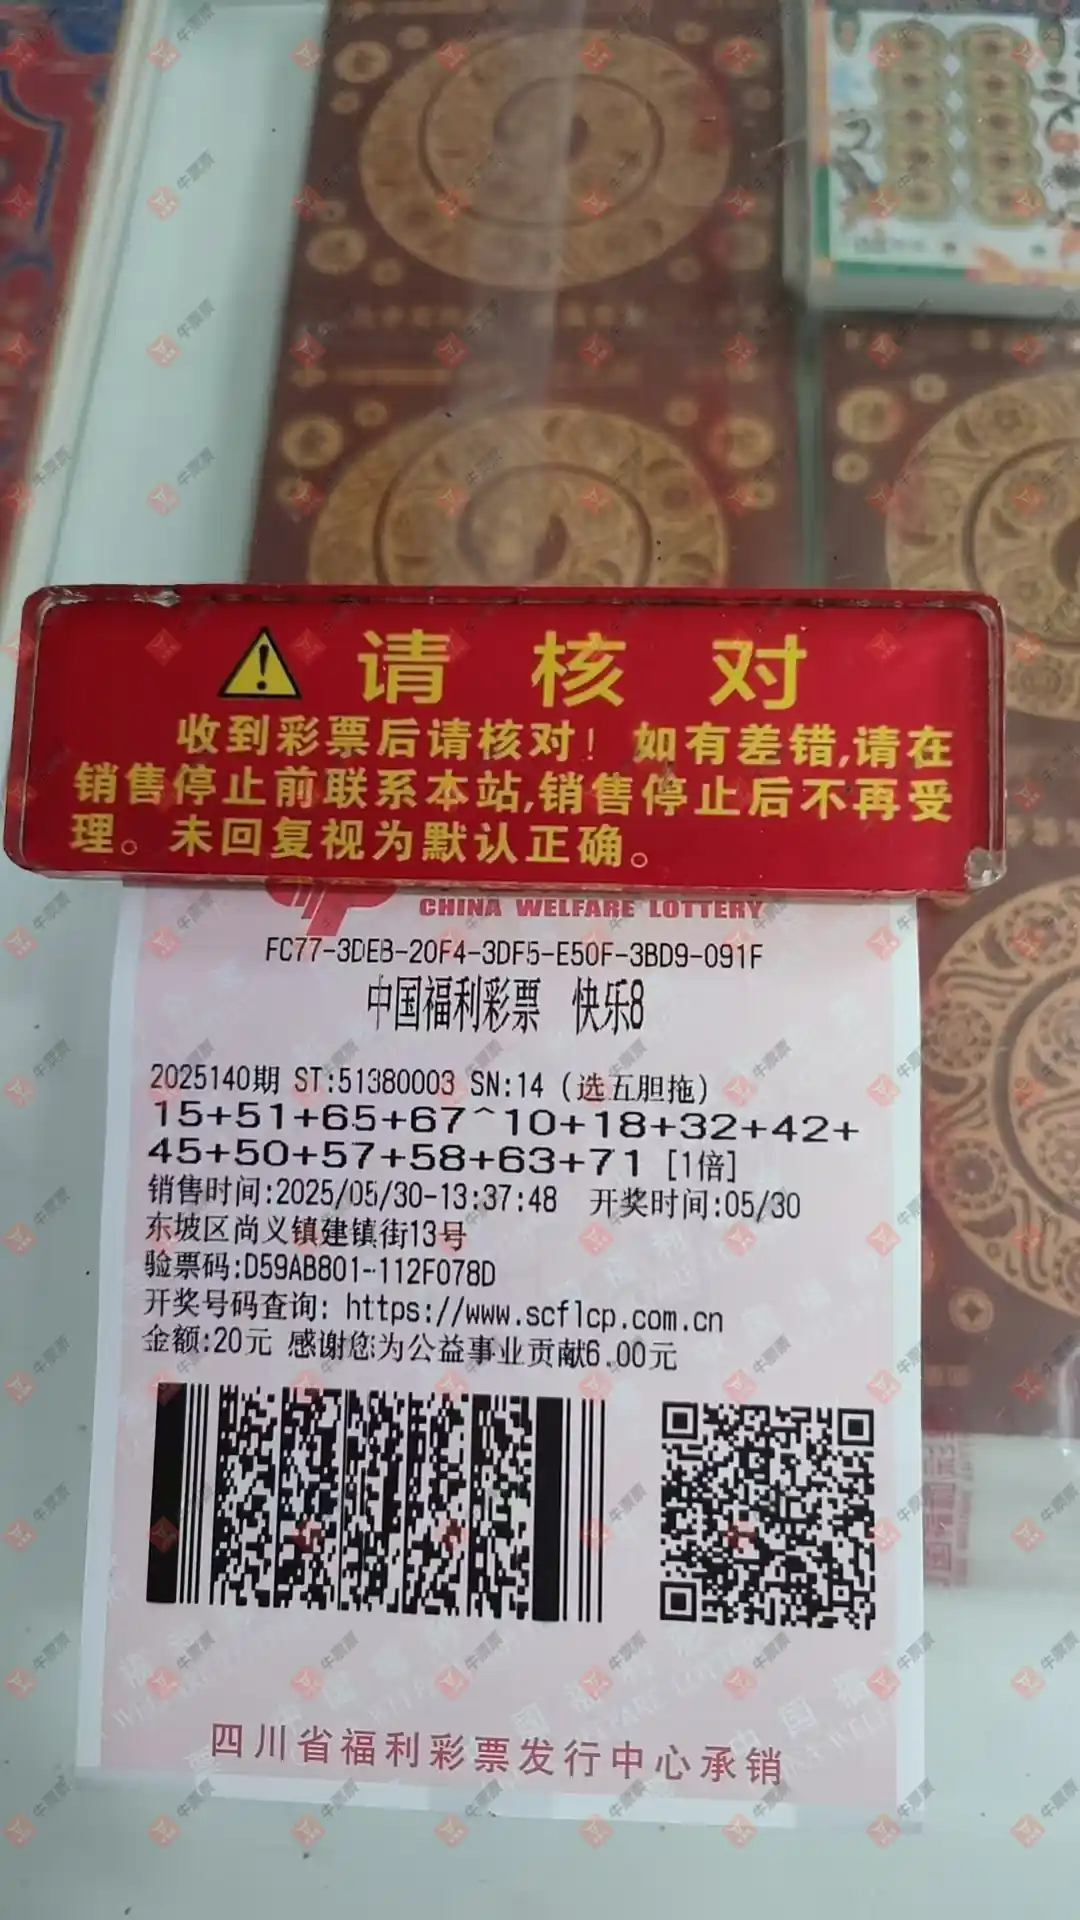 请核对
收到彩票后请核对！如有差错,请在
销售停止前联系本站,销售停止后不再受
理。未回复视为默认正确。
CHINA WELFARE LOTTERY
FC77-3DEB-20F4-3DF5-E50F-3BD9-091F
中国福利彩票 快乐8
2025140期 ST:51380003 SN:14 (选五胆拖)
15+51+65+67^10+18+32+42+
45+50+57+58+63+71 [1倍]
销售时间:2025/05/30-13:37:48 开奖时间:05/30
东坡区尚义镇建镇街13号
验票码:D59AB801-112F078D
开奖号码查询: https://www.scflcp.com.cn
金额:20元 感谢您为公益事业贡献6.00元
四川省福利彩票发行中心承销
牛票票